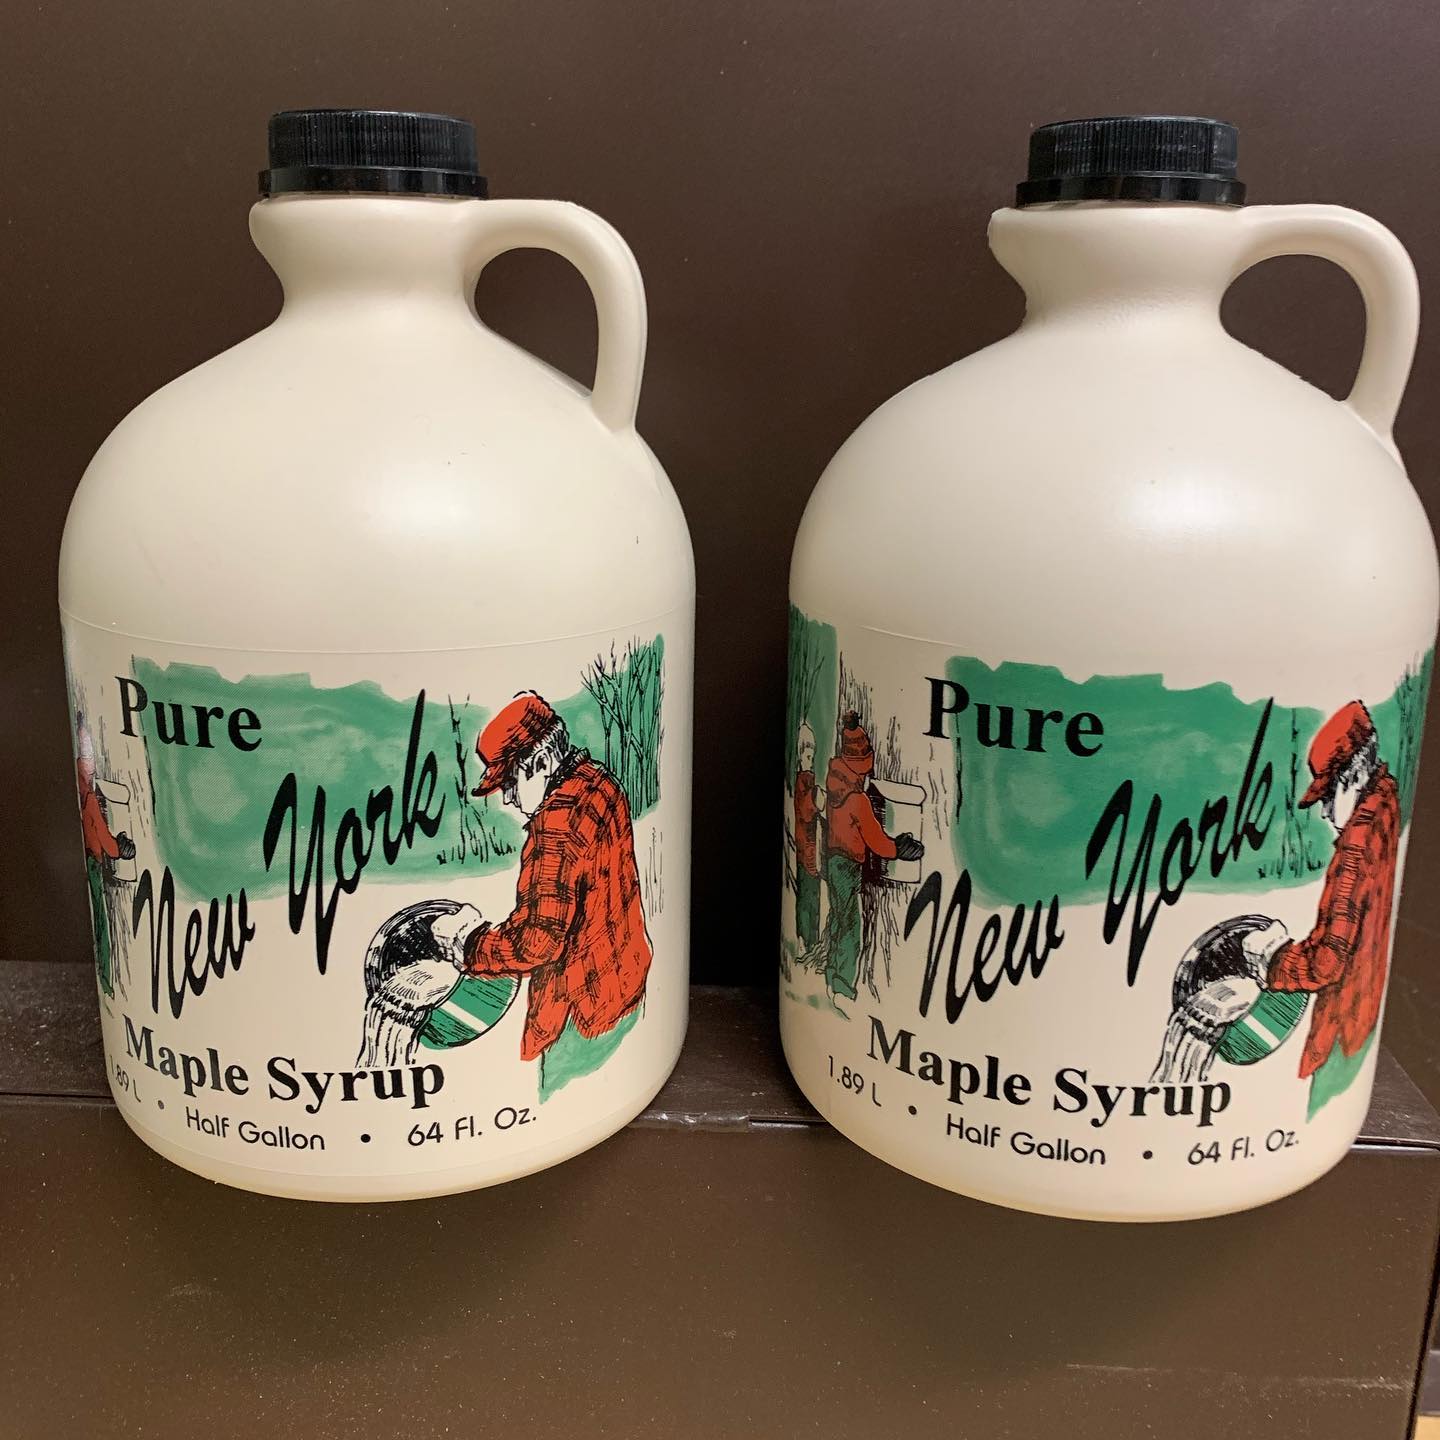 Pure
New York
Maple Syrup
1.89 L • Half Gallon • 64 Fl. Oz.
Pure
New York
Maple Syrup
1.89 L • Half Gallon • 64 Fl. Oz.